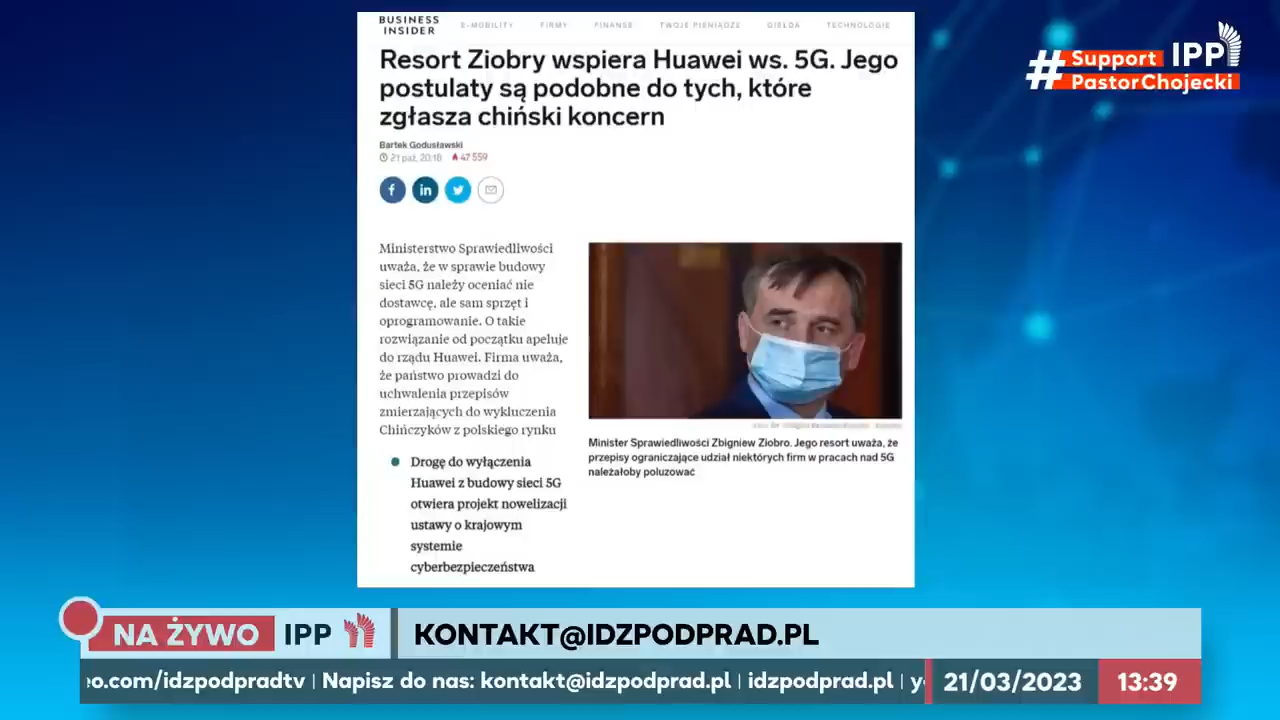 BUSINESS
INSIDER
E-MOBILITY FIRMY FINANSE TWOJE PIENIĄDZE GIEŁDA TECHNOLOGIE
Resort Ziobry wspiera Huawei ws. 5G. Jego
postulaty są podobne do tych, które
zgłasza chiński koncern
Bartek Godusławski
21 paź, 20:18 47 559
Ministerstwo Sprawiedliwości
uważa, że w sprawie budowy
sieci 5G należy oceniać nie
dostawcę, ale sam sprzęt i
oprogramowanie. O takie
rozwiązanie od początku apeluje
do rządu Huawei. Firma uważa,
że państwo prowadzi do
uchwalenia przepisów
zmierzających do wykluczenia
Chińczyków z polskiego rynku
Drogę do wyłączenia
Huawei z budowy sieci 5G
otwiera projekt nowelizacji
ustawy o krajowym
systemie
cyberbezpieczeństwa
Minister Sprawiedliwości Zbigniew Ziobro. Jego resort uważa, że
przepisy ograniczające udział niektórych firm w pracach nad 5G
należałoby poluzować
#Support IPP
PastorChojecki
NA ŻYWO IPP KONTAKT@IDZPODPRAD.PL
eo.com/idzpodpradtv | Napisz do nas: kontakt@idzpodprad.pl | idzpodprad.pl | y 21/03/2023 13:39